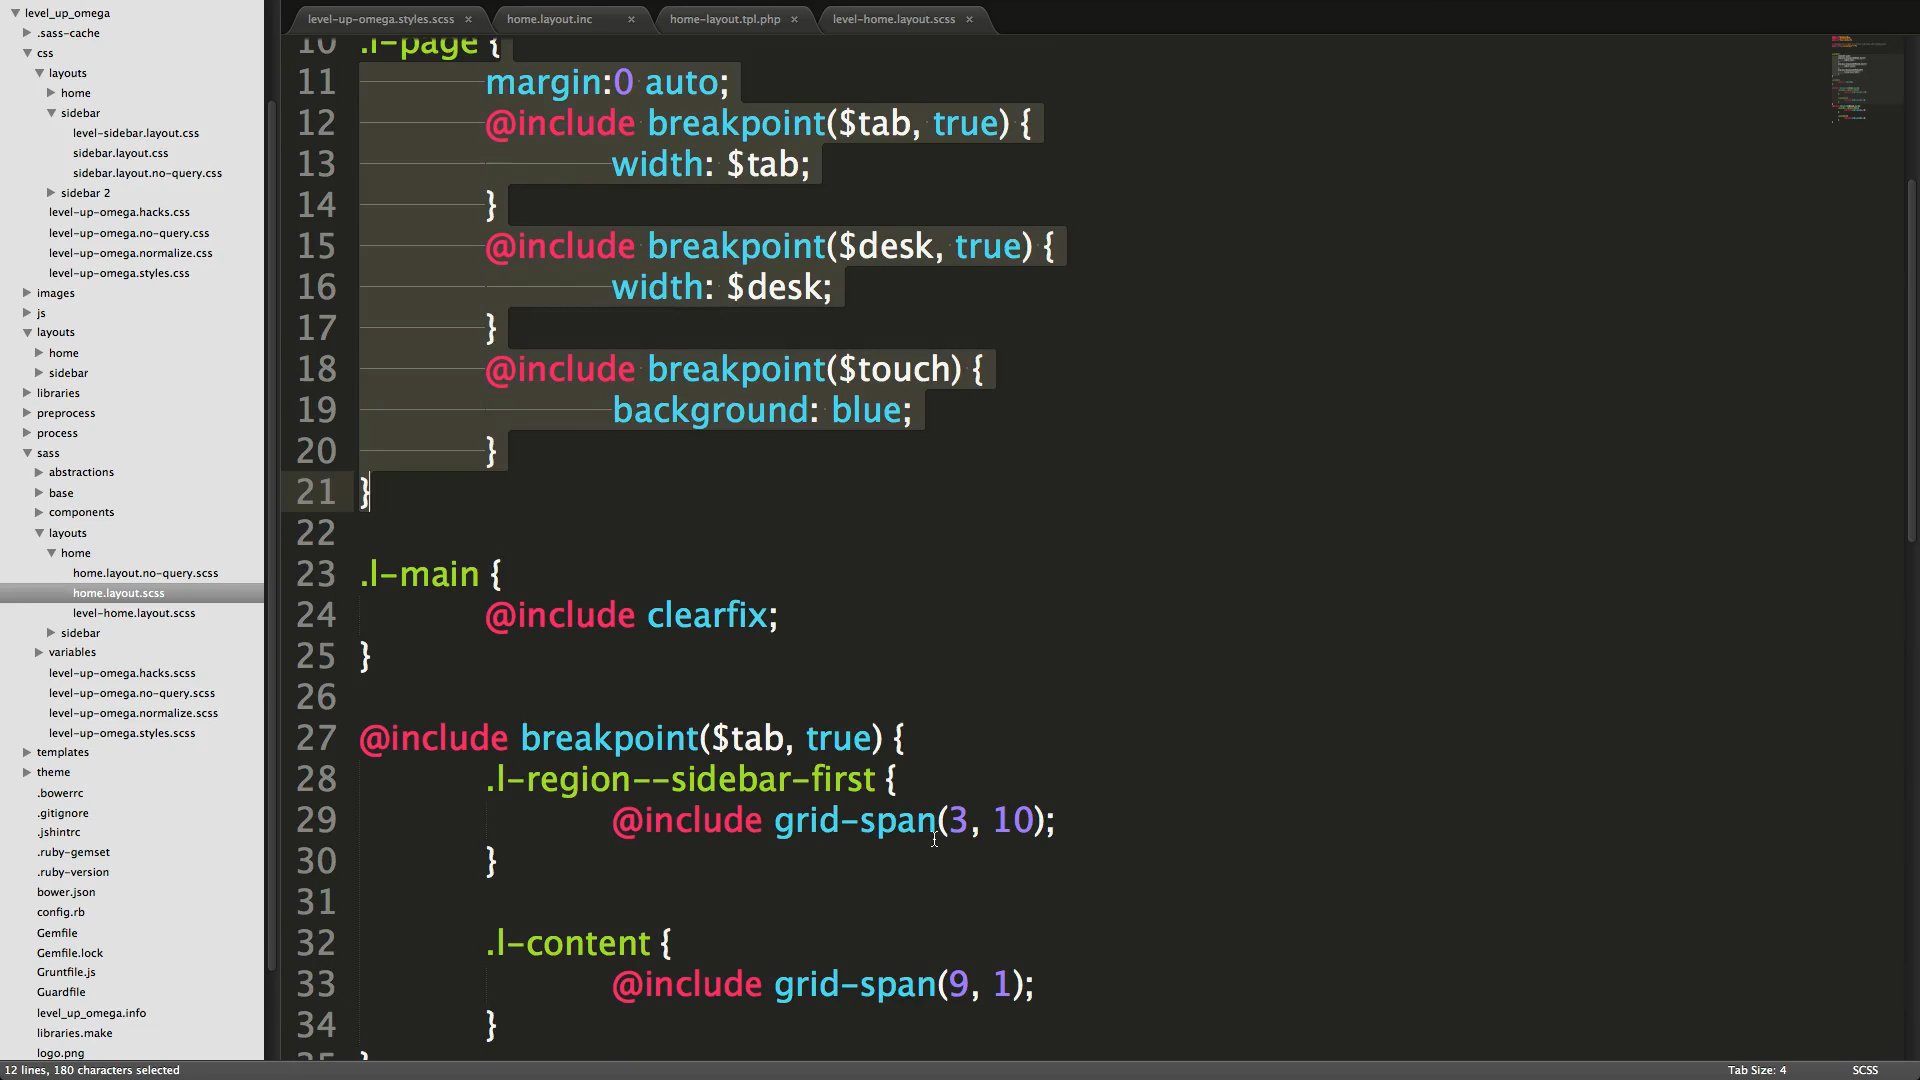 level_up_omega
.sass-cache
css
layouts
home
sidebar
level-sidebar.layout.css
sidebar.layout.css
sidebar.layout.no-query.css
sidebar 2
level-up-omega.hacks.css
level-up-omega.no-query.css
level-up-omega.normalize.css
level-up-omega.styles.css
images
js
layouts
home
sidebar
libraries
preprocess
process
sass
abstractions
base
components
layouts
home
home.layout.no-query.scss
home.layout.scss
level-home.layout.scss
sidebar
variables
level-up-omega.hacks.scss
level-up-omega.no-query.scss
level-up-omega.normalize.scss
level-up-omega.styles.scss
templates
theme
.bowerrc
.gitignore
.jshintrc
.ruby-gemset
.ruby-version
bower.json
config.rb
Gemfile
Gemfile.lock
Gruntfile.js
Guardfile
level_up_omega.info
libraries.make
logo.png
level-up-omega.styles.scss × home.layout.inc × home-layout.tpl.php × level-home.layout.scss ×
10 .l-page {
11 margin:0 auto;
12 @include breakpoint($tab, true) {
13 width: $tab;
14 }
15 @include breakpoint($desk, true) {
16 width: $desk;
17 }
18 @include breakpoint($touch) {
19 background: blue;
20 }
21 }
22
23 .l-main {
24 @include clearfix;
25 }
26
27 @include breakpoint($tab, true) {
28 .l-region--sidebar-first {
29 @include grid-span(3, 10);
30 }
31
32 .l-content {
33 @include grid-span(9, 1);
34 }
35 }
12 lines, 180 characters selected Tab Size: 4 SCSS